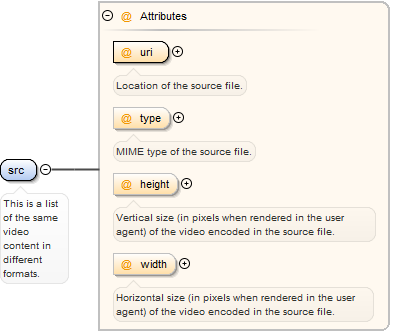 Attributes
@ uri
Location of the source file.
@ type
MIME type of the source file.
src
This is a list
of the same
video
content in
different
formats.
@ height
Vertical size (in pixels when rendered in the user
agent) of the video encoded in the source file.
@ width
Horizontal size (in pixels when rendered in the user
agent) of the video encoded in the source file.